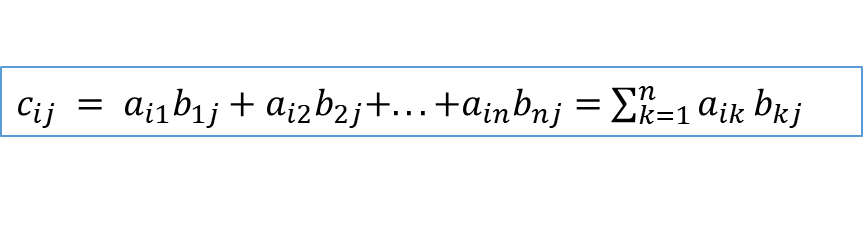 c_{ij} = a_{i1}b_{1j} + a_{i2}b_{2j}+...+a_{in}b_{nj} = ∑_{k=1}^{n} a_{ik} b_{kj}